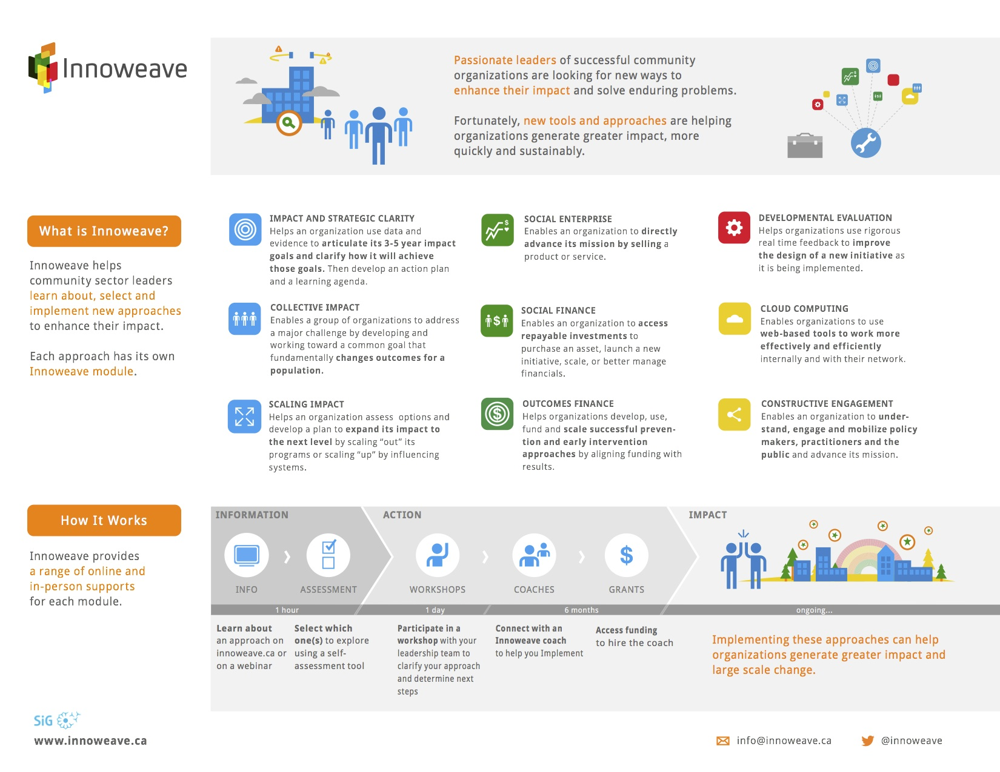 Innoweave
Passionate leaders of successful community
organizations are looking for new ways to
enhance their impact and solve enduring problems.
Fortunately, new tools and approaches are helping
organizations generate greater impact, more
quickly and sustainably.
What is Innoweave?
Innoweave helps
community sector leaders
learn about, select and
implement new approaches
to enhance their impact.
Each approach has its own
Innoweave module.
IMPACT AND STRATEGIC CLARITY
Helps an organization use data and
evidence to articulate its 3-5 year impact
goals and clarify how it will achieve
those goals. Then develop an action plan
and a learning agenda.
SOCIAL ENTERPRISE
Enables an organization to directly
advance its mission by selling a
product or service.
DEVELOPMENTAL EVALUATION
Helps organizations use rigorous
real time feedback to improve
the design of a new initiative as
it is being implemented.
COLLECTIVE IMPACT
Enables a group of organizations to address
a major challenge by developing and
working toward a common goal that
fundamentally changes outcomes for a
population.
$
SOCIAL FINANCE
Enables an organization to access
repayable investments to
purchase an asset, launch a new
initiative, scale, or better manage
financials.
CLOUD COMPUTING
Enables organizations to use
web-based tools to work more
effectively and efficiently
internally and with their network.
SCALING IMPACT
Helps an organization assess  options and
develop a plan to expand its impact to
the next level by scaling “out” its
programs or scaling “up” by influencing
systems.
$
OUTCOMES FINANCE
Helps organizations develop, use,
fund and scale successful preven-
tion and early intervention
approaches by aligning funding with
results.
CONSTRUCTIVE ENGAGEMENT
Enables an organization to under-
stand, engage and mobilize policy
makers, practitioners and the
public and advance its mission.
How It Works
Innoweave provides
a range of online and
in-person supports
for each module.
INFORMATION
ACTION
IMPACT
$
INFO
ASSESSMENT
WORKSHOPS
COACHES
GRANTS
1 hour
1 day
6 months
ongoing...
Learn about
an approach on
innoweave.ca or
on a webinar
Select which
one(s) to explore
using a self-
assessment tool
Participate in a
workshop with your
leadership team to
clarify your approach
and determine next
steps
Connect with an
Innoweave coach
to help you Implement
Access funding
to hire the coach
Implementing these approaches can help
organizations generate greater impact and
large scale change.
SiG
www.innoweave.ca
info@innoweave.ca
@innoweave